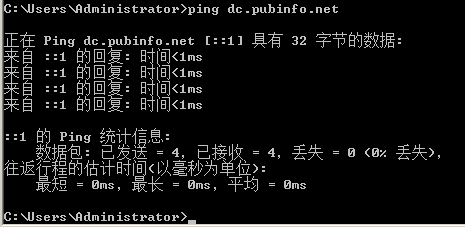 C:\Users\Administrator>ping dc.pubinfo.net
正在 Ping dc.pubinfo.net [::1] 具有 32 字节的数据:
来自 ::1 的回复: 时间<1ms
来自 ::1 的回复: 时间<1ms
来自 ::1 的回复: 时间<1ms
来自 ::1 的回复: 时间<1ms
::1 的 Ping 统计信息:
数据包: 已发送 = 4，已接收 = 4，丢失 = 0 (0% 丢失)，
往返行程的估计时间(以毫秒为单位):
最短 = 0ms，最长 = 0ms，平均 = 0ms
C:\Users\Administrator>_